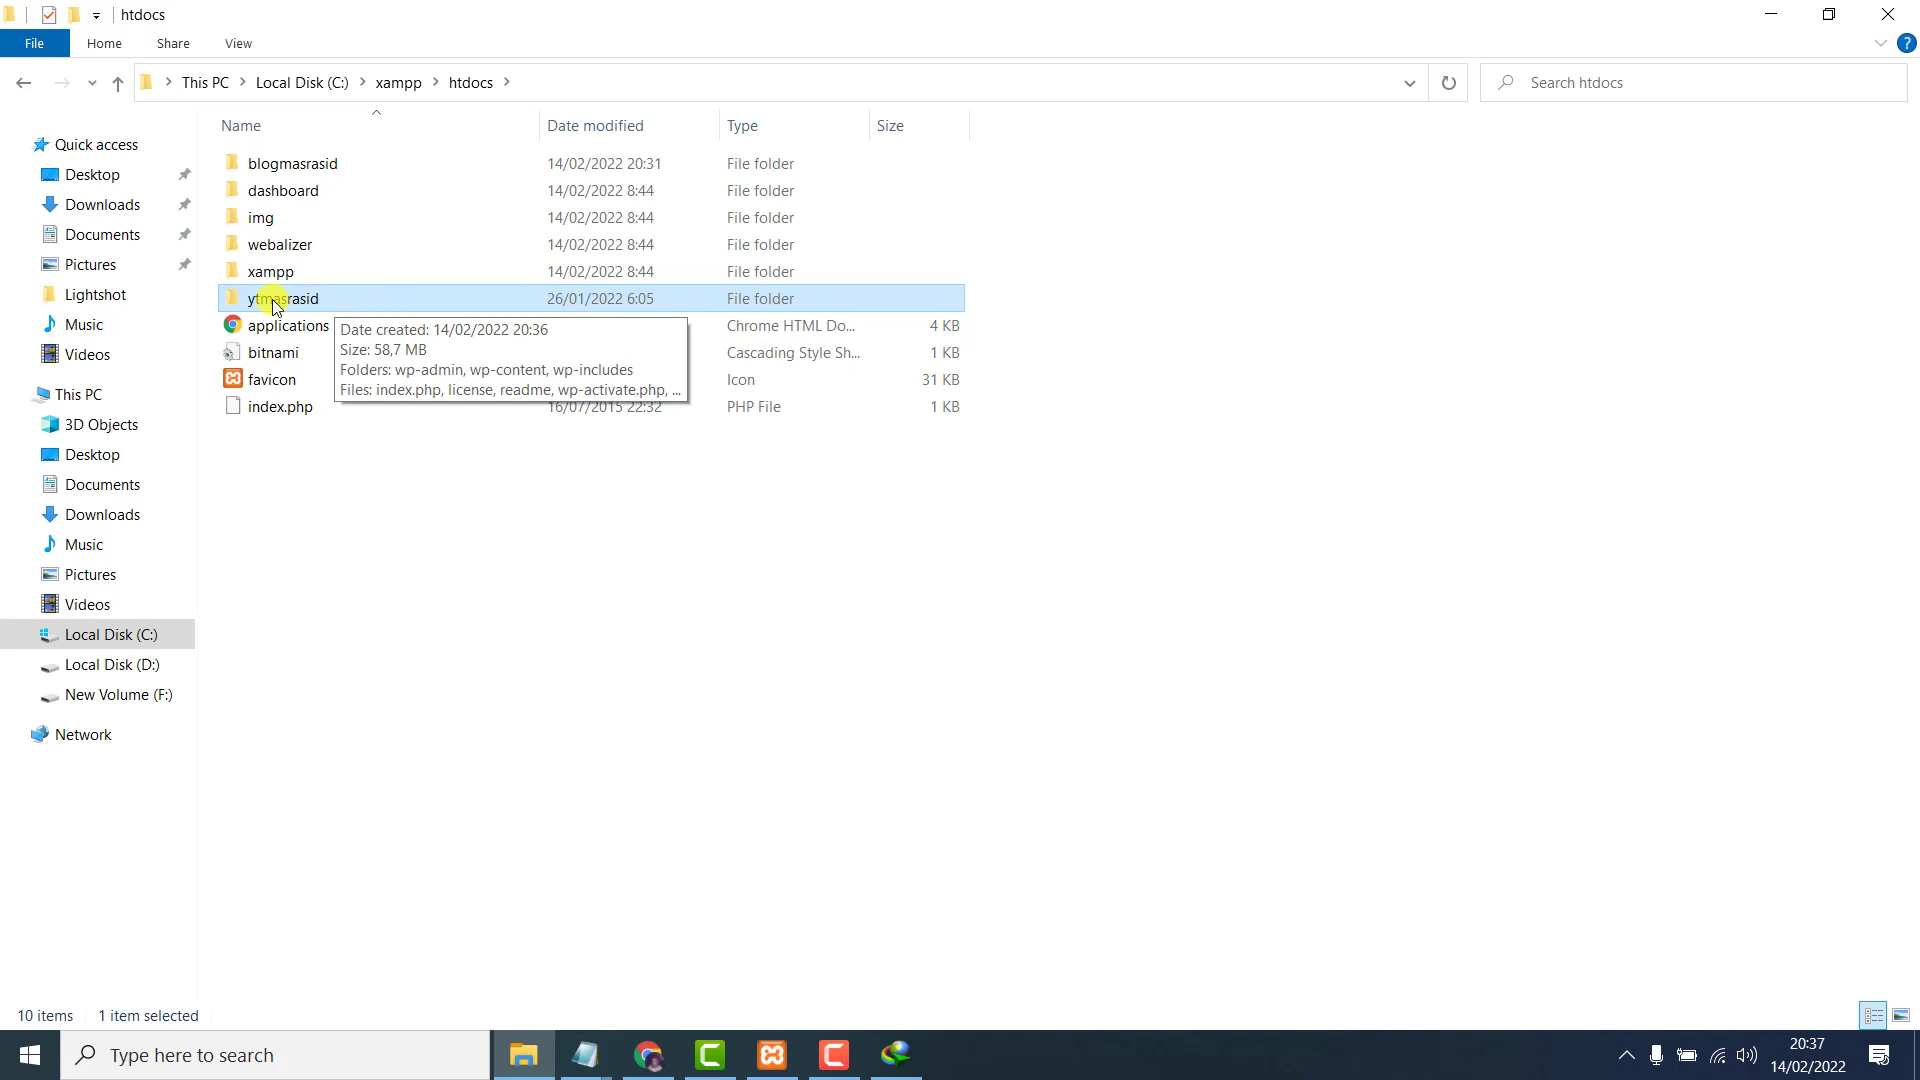 htdocs
File Home Share View
This PC Local Disk (C:) xampp htdocs Search htdocs
Name Date modified Type Size
Quick access
Desktop
Downloads
Documents
Pictures
Lightshot
Music
Videos
This PC
3D Objects
Desktop
Documents
Downloads
Music
Pictures
Videos
Local Disk (C:)
Local Disk (D:)
New Volume (F:)
Network
blogmasrasid 14/02/2022 20:31 File folder
dashboard 14/02/2022 8:44 File folder
img 14/02/2022 8:44 File folder
webalizer 14/02/2022 8:44 File folder
xampp 14/02/2022 8:44 File folder
ytmasrasid 26/01/2022 6:05 File folder
applications Chrome HTML Do... 4 KB
bitnami Cascading Style Sh... 1 KB
favicon Icon 31 KB
index.php 16/07/2015 22:32 PHP File 1 KB
Date created: 14/02/2022 20:36
Size: 58,7 MB
Folders: wp-admin, wp-content, wp-includes
Files: index.php, license, readme, wp-activate.php, ...
10 items 1 item selected
Type here to search
20:37
14/02/2022